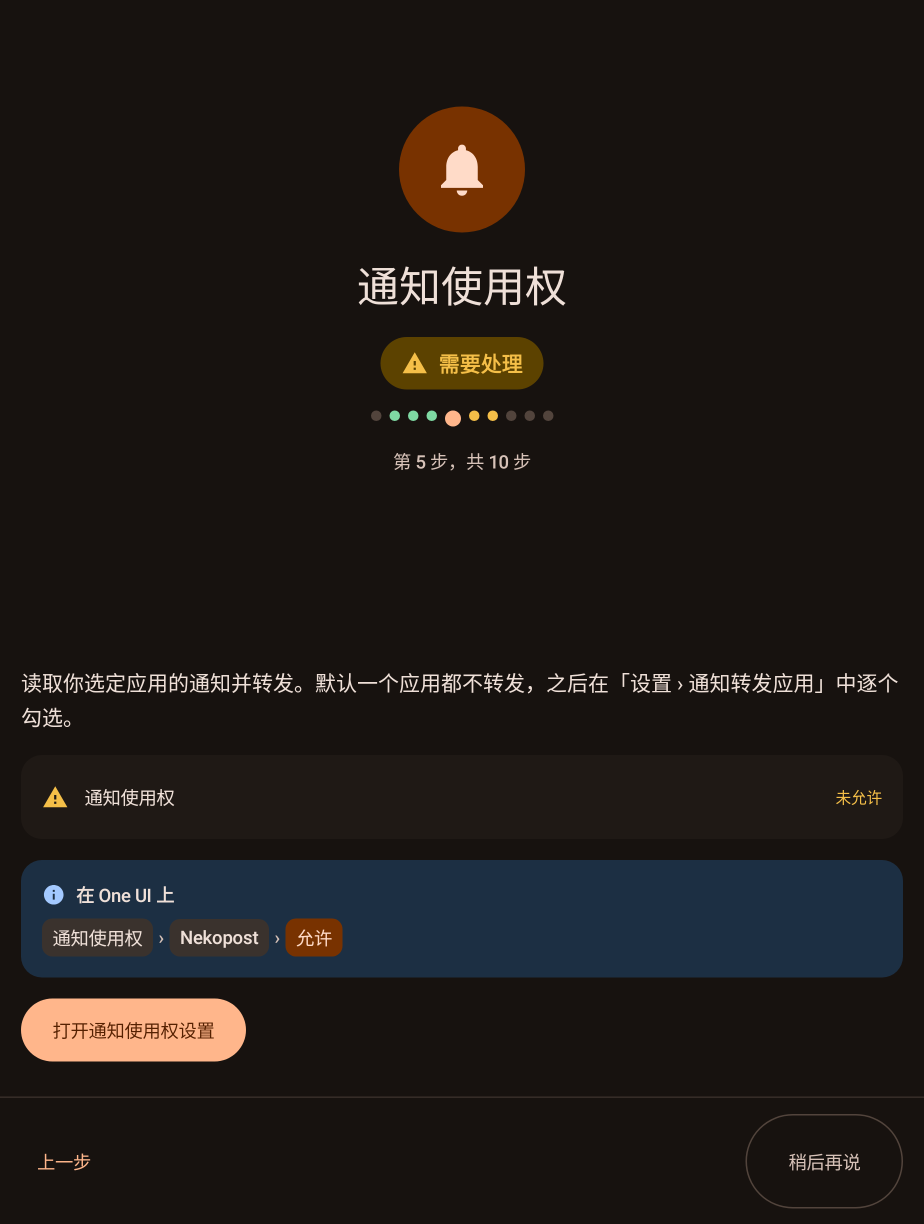 通知使用权
需要处理
第 5 步，共 10 步
读取你选定应用的通知并转发。默认一个应用都不转发，之后在「设置 › 通知转发应用」中逐个
勾选。
通知使用权 未允许
在 One UI 上
通知使用权 › Nekopost › 允许
打开通知使用权设置
上一步 稍后再说